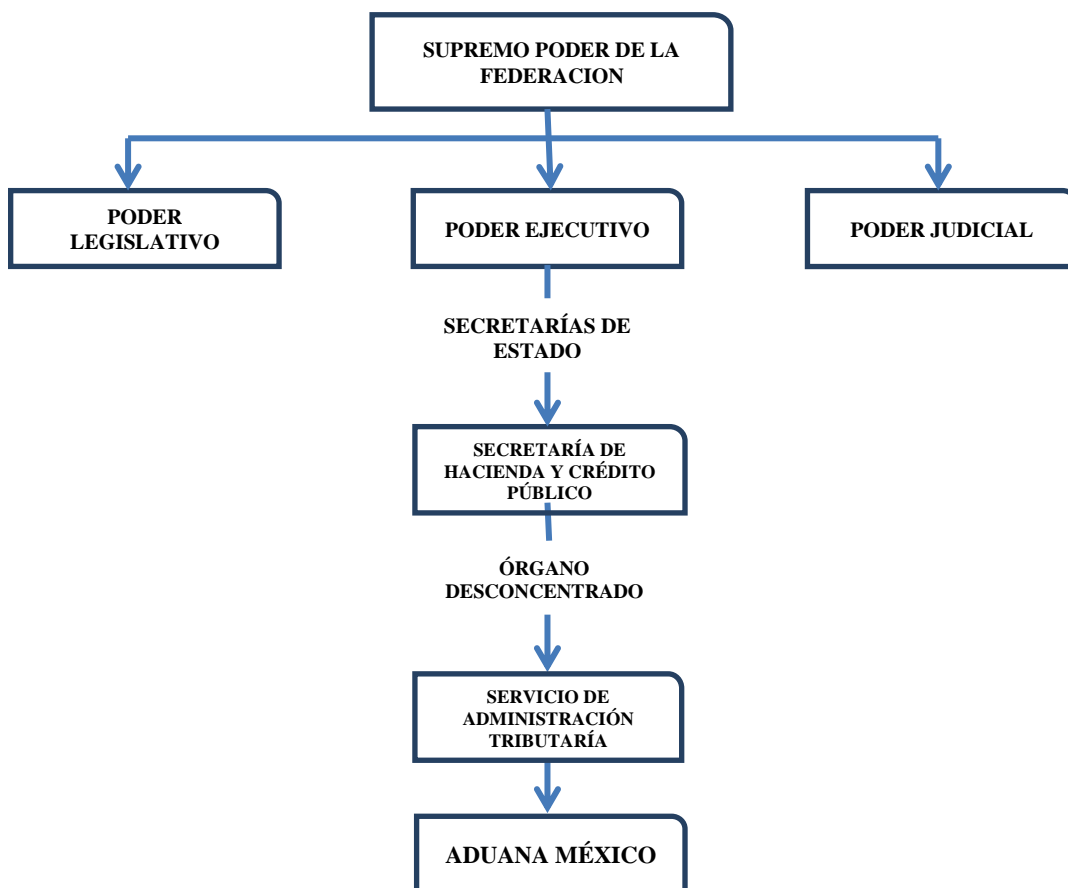 SUPREMO PODER DE LA
FEDERACION
PODER
LEGISLATIVO
PODER EJECUTIVO
PODER JUDICIAL
SECRETARÍAS DE
ESTADO
SECRETARÍA DE
HACIENDA Y CRÉDITO
PÚBLICO
ÓRGANO
DESCONCENTRADO
SERVICIO DE
ADMINISTRACIÓN
TRIBUTARÍA
ADUANA MÉXICO